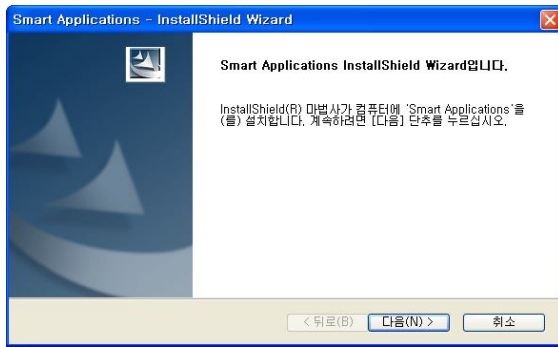 Smart Applications - InstallShield Wizard
Smart Applications InstallShield Wizard입니다.
InstallShield(R) 마법사가 컴퓨터에 'Smart Applications'을
(를) 설치합니다. 계속하려면 [다음] 단추를 누르십시오.
< 뒤로(B) 다음(N) > 취소